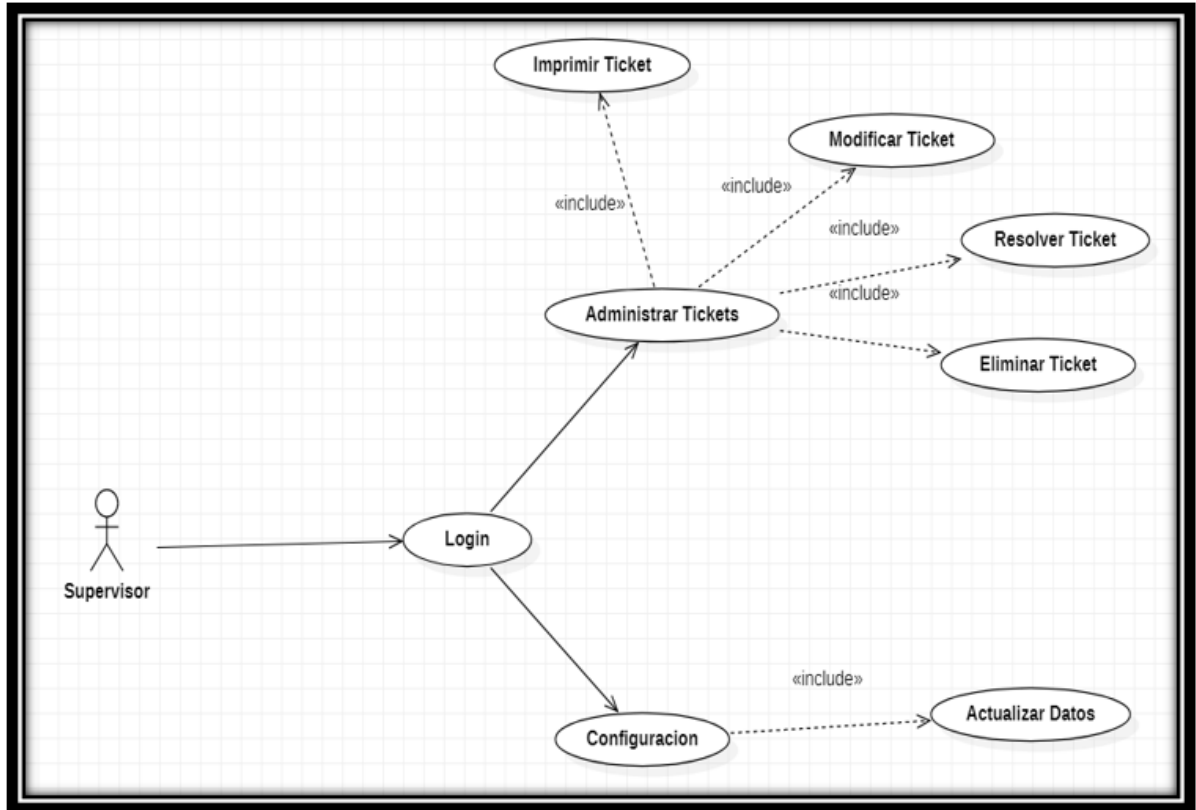 Imprimir Ticket
Modificar Ticket
«include»
«include»
«include»
Resolver Ticket
«include»
Administrar Tickets
Eliminar Ticket
Login
Supervisor
«include»
Actualizar Datos
Configuracion